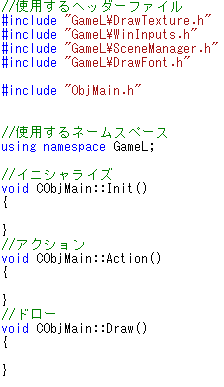 //使用するヘッダーファイル
#include "GameL¥DrawTexture.h"
#include "GameL¥WinInputs.h"
#include "GameL¥SceneManager.h"
#include "GameL¥DrawFont.h"
#include "ObjMain.h"
//使用するネームスペース
using namespace GameL;
//イニシャライズ
void CObjMain::Init()
{
}
//アクション
void CObjMain::Action()
{
}
//ドロー
void CObjMain::Draw()
{
}